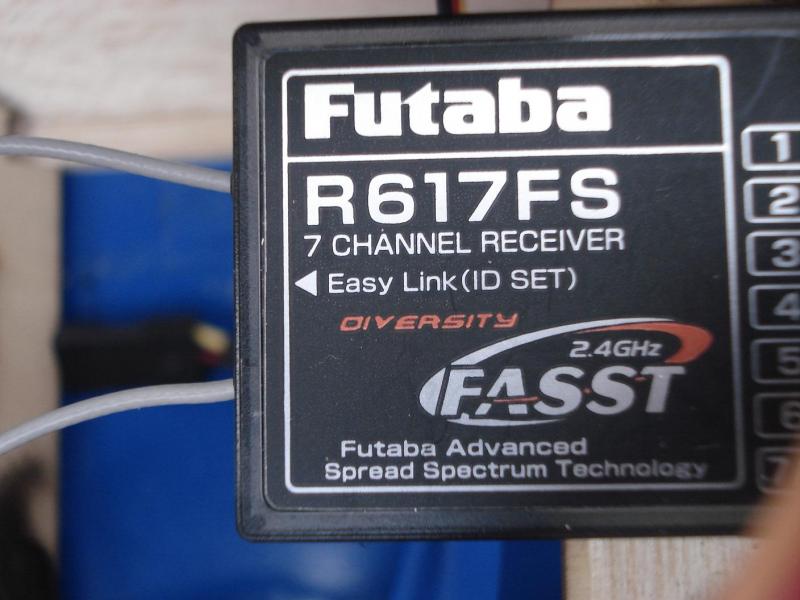 Futaba
R617FS
7 CHANNEL RECEIVER
Easy Link(ID SET)
DIVERSITY
2.4GHz
FASST
Futaba Advanced
Spread Spectrum Technology
1
2
3
4
5
6
7